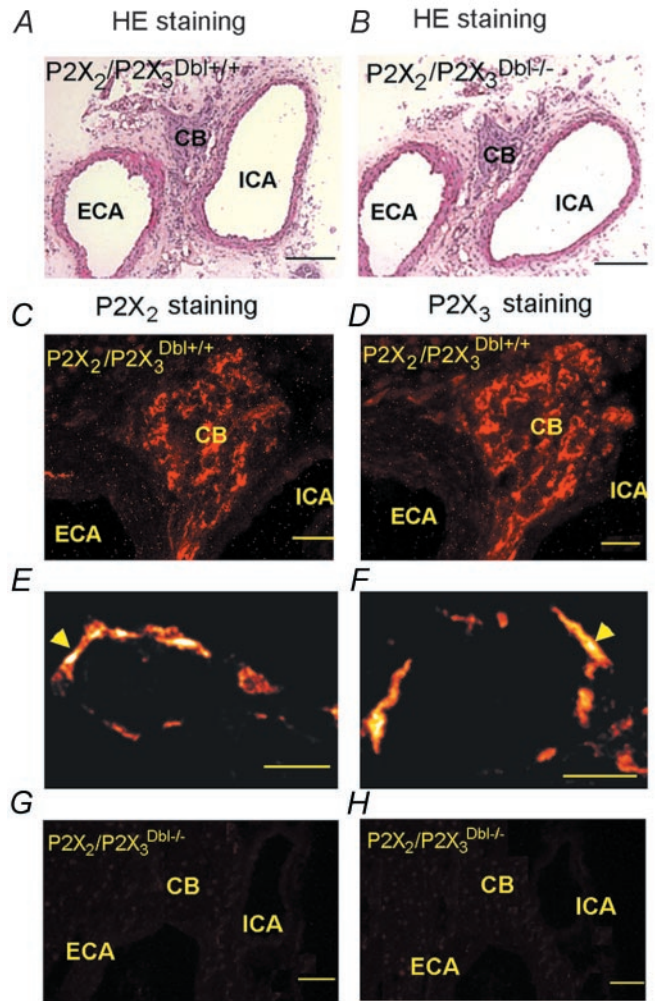 A HE staining
B HE staining
P2X2/P2X3Dbl+/+
CB
ICA
ECA
P2X2/P2X3Dbl-/-
CB
ICA
ECA
P2X2 staining
P2X3 staining
C
P2X2/P2X3Dbl+/+
CB
ICA
ECA
D
P2X2/P2X3Dbl+/+
CB
ICA
ECA
E
F
G
P2X2/P2X3Dbl-/-
CB
ICA
ECA
H
P2X2/P2X3Dbl-/-
CB
ICA
ECA